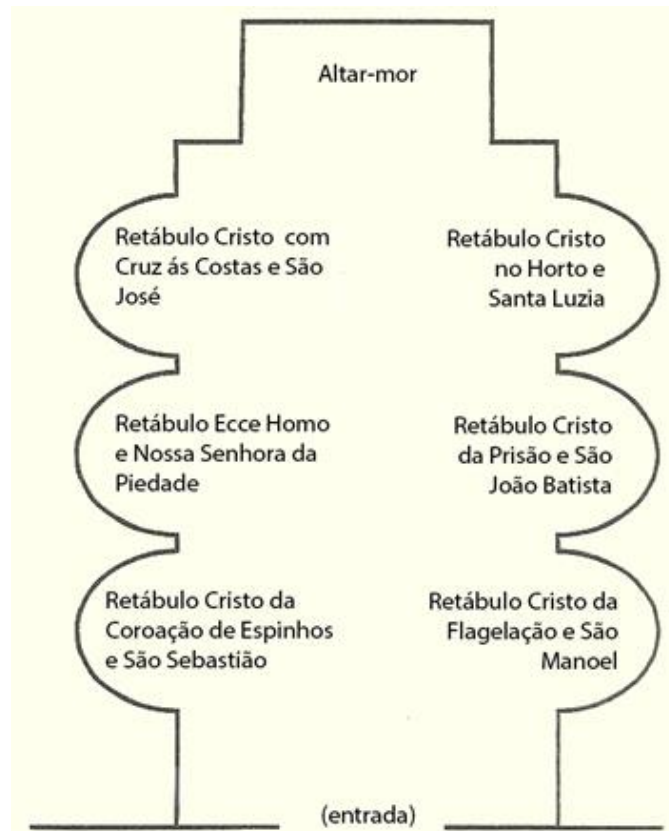 Altar-mor
Retábulo Cristo com
Cruz ás Costas e São
José
Retábulo Cristo
no Horto e
Santa Luzia
Retábulo Ecce Homo
e Nossa Senhora da
Piedade
Retábulo Cristo
da Prisão e São
João Batista
Retábulo Cristo da
Coroação de Espinhos
e São Sebastião
Retábulo Cristo da
Flagelação e São
Manoel
(entrada)